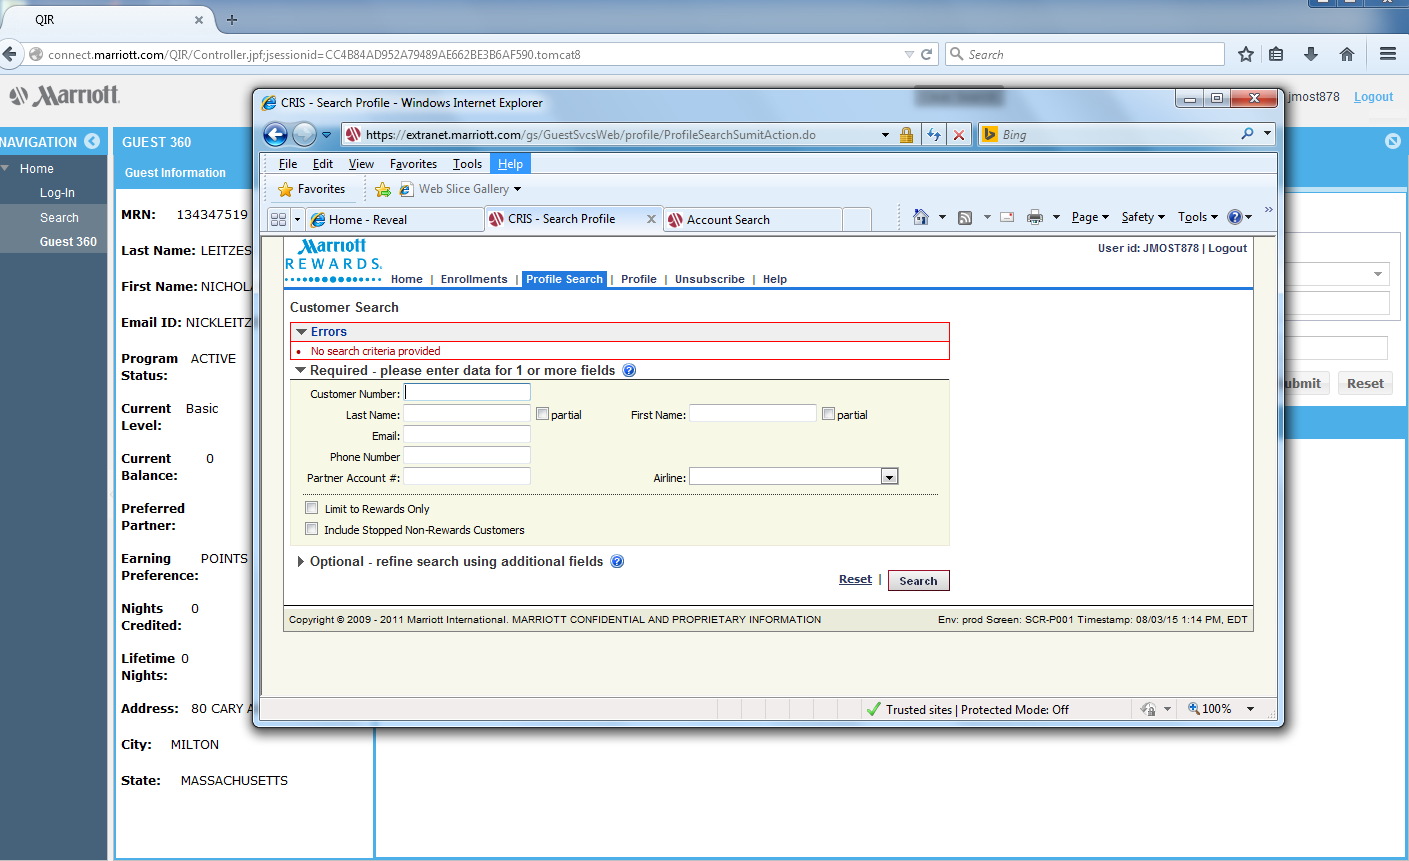 QIR
connect.marriott.com/QIR/Controller.jpf;jsessionid=CC4B84AD952A79489AE662BE3B6AF590.tomcat8
Search
Marriott
jmost878 Logout
NAVIGATION
Home
Log-In
Search
Guest 360
GUEST 360
Guest Information
MRN: 134347519
Last Name: LEITZES
First Name: NICHOLA
Email ID: NICKLEITZ
Program Status: ACTIVE
Current Level: Basic
Current Balance: 0
Preferred Partner:
Earning Preference: POINTS
Nights Credited: 0
Lifetime Nights: 0
Address: 80 CARY A
City: MILTON
State: MASSACHUSETTS
CRIS - Search Profile - Windows Internet Explorer
https://extranet.marriott.com/gs/GuestSvcsWeb/profile/ProfileSearchSumitAction.do
Bing
File Edit View Favorites Tools Help
Favorites Web Slice Gallery
Home - Reveal CRIS - Search Profile Account Search
Page Safety Tools
Marriott
REWARDS.
User id: JMOST878 | Logout
Home | Enrollments | Profile Search | Profile | Unsubscribe | Help
Customer Search
Errors
No search criteria provided
Required - please enter data for 1 or more fields
Customer Number:
Last Name: partial First Name: partial
Email:
Phone Number
Partner Account #: Airline:
Limit to Rewards Only
Include Stopped Non-Rewards Customers
Optional - refine search using additional fields
Reset | Search
Copyright © 2009 - 2011 Marriott International. MARRIOTT CONFIDENTIAL AND PROPRIETARY INFORMATION
Env: prod Screen: SCR-P001 Timestamp: 08/03/15 1:14 PM, EDT
Trusted sites | Protected Mode: Off
100%
ubmit Reset